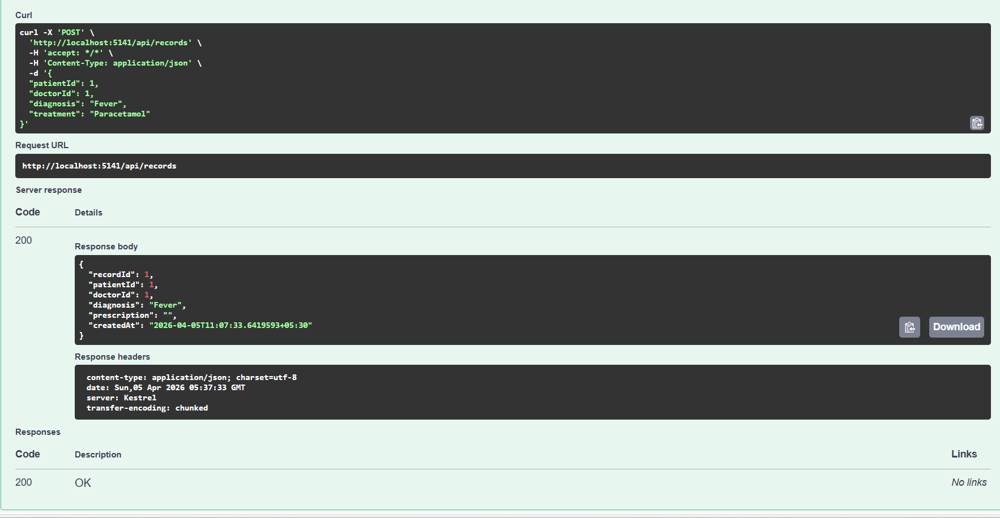 Curl
curl -X 'POST' \
  'http://localhost:5141/api/records' \
  -H 'accept: */*' \
  -H 'Content-Type: application/json' \
  -d '{
  "patientId": 1,
  "doctorId": 1,
  "diagnosis": "Fever",
  "treatment": "Paracetamol"
}'
Request URL
http://localhost:5141/api/records
Server response
Code Details
200
Response body
{
  "recordId": 1,
  "patientId": 1,
  "doctorId": 1,
  "diagnosis": "Fever",
  "prescription": "",
  "createdAt": "2026-04-05T11:07:33.6419593+05:30"
}
Download
Response headers
content-type: application/json; charset=utf-8
date: Sun,05 Apr 2026 05:37:33 GMT
server: Kestrel
transfer-encoding: chunked
Responses
Code Description Links
200 OK No links